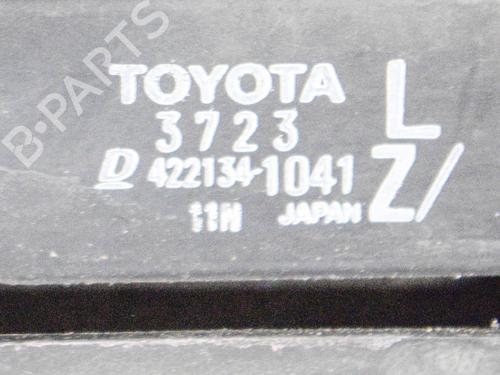 B-PARTS
TOYOTA L
3723
D 422134-1041 Z/
11N JAPAN